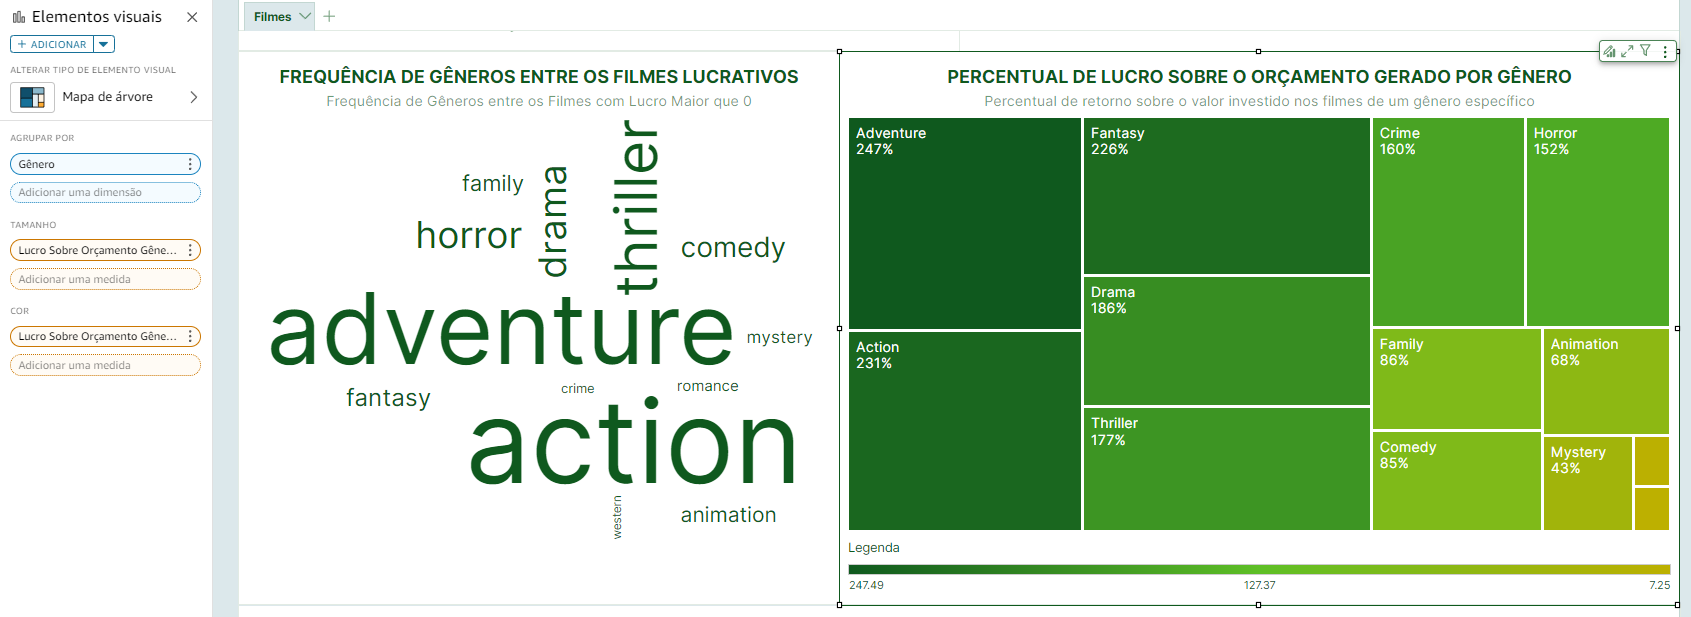 Elementos visuais
ADICIONAR
ALTERAR TIPO DE ELEMENTO VISUAL
Mapa de árvore
AGRUPAR POR
Gênero
Adicionar uma dimensão
TAMANHO
Lucro Sobre Orçamento Gêne...
Adicionar uma medida
COR
Lucro Sobre Orçamento Gêne...
Adicionar uma medida
Filmes
FREQUÊNCIA DE GÊNEROS ENTRE OS FILMES LUCRATIVOS
Frequência de Gêneros entre os Filmes com Lucro Maior que 0
thriller
family
drama
horror
comedy
adventure
mystery
fantasy
crime
romance
action
western
animation
PERCENTUAL DE LUCRO SOBRE O ORÇAMENTO GERADO POR GÊNERO
Percentual de retorno sobre o valor investido nos filmes de um gênero específico
Adventure
247%
Action
231%
Fantasy
226%
Drama
186%
Thriller
177%
Crime
160%
Horror
152%
Family
86%
Animation
68%
Comedy
85%
Mystery
43%
Legenda
247.49
127.37
7.25